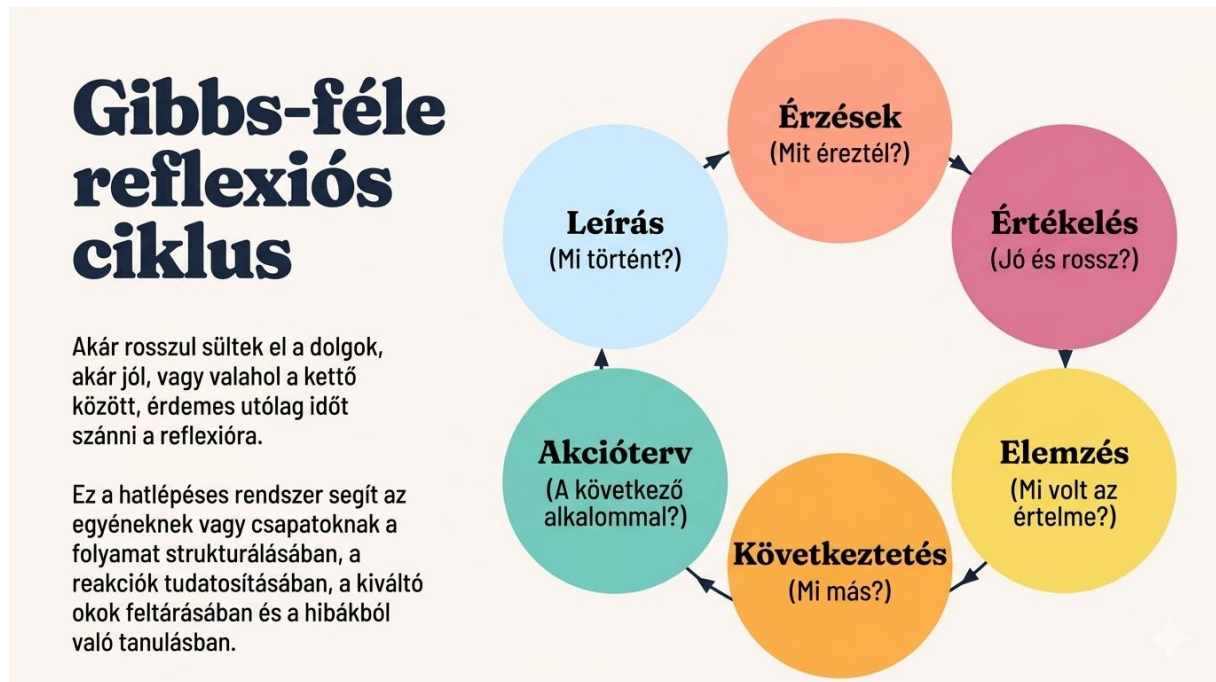 Gibbs-féle
reflexiós
ciklus
Akár rosszul sültek el a dolgok,
akár jól, vagy valahol a kettő
között, érdemes utólag időt
szánni a reflexióra.
Ez a hatlépéses rendszer segít az
egyéneknek vagy csapatoknak a
folyamat strukturálásában, a
reakciók tudatosításában, a kiváltó
okok feltárásában és a hibákból
való tanulásban.
Leírás
(Mi történt?)
Érzések
(Mit éreztél?)
Értékelés
(Jó és rossz?)
Elemzés
(Mi volt az
értelme?)
Következtetés
(Mi más?)
Akcióterv
(A következő
alkalommal?)